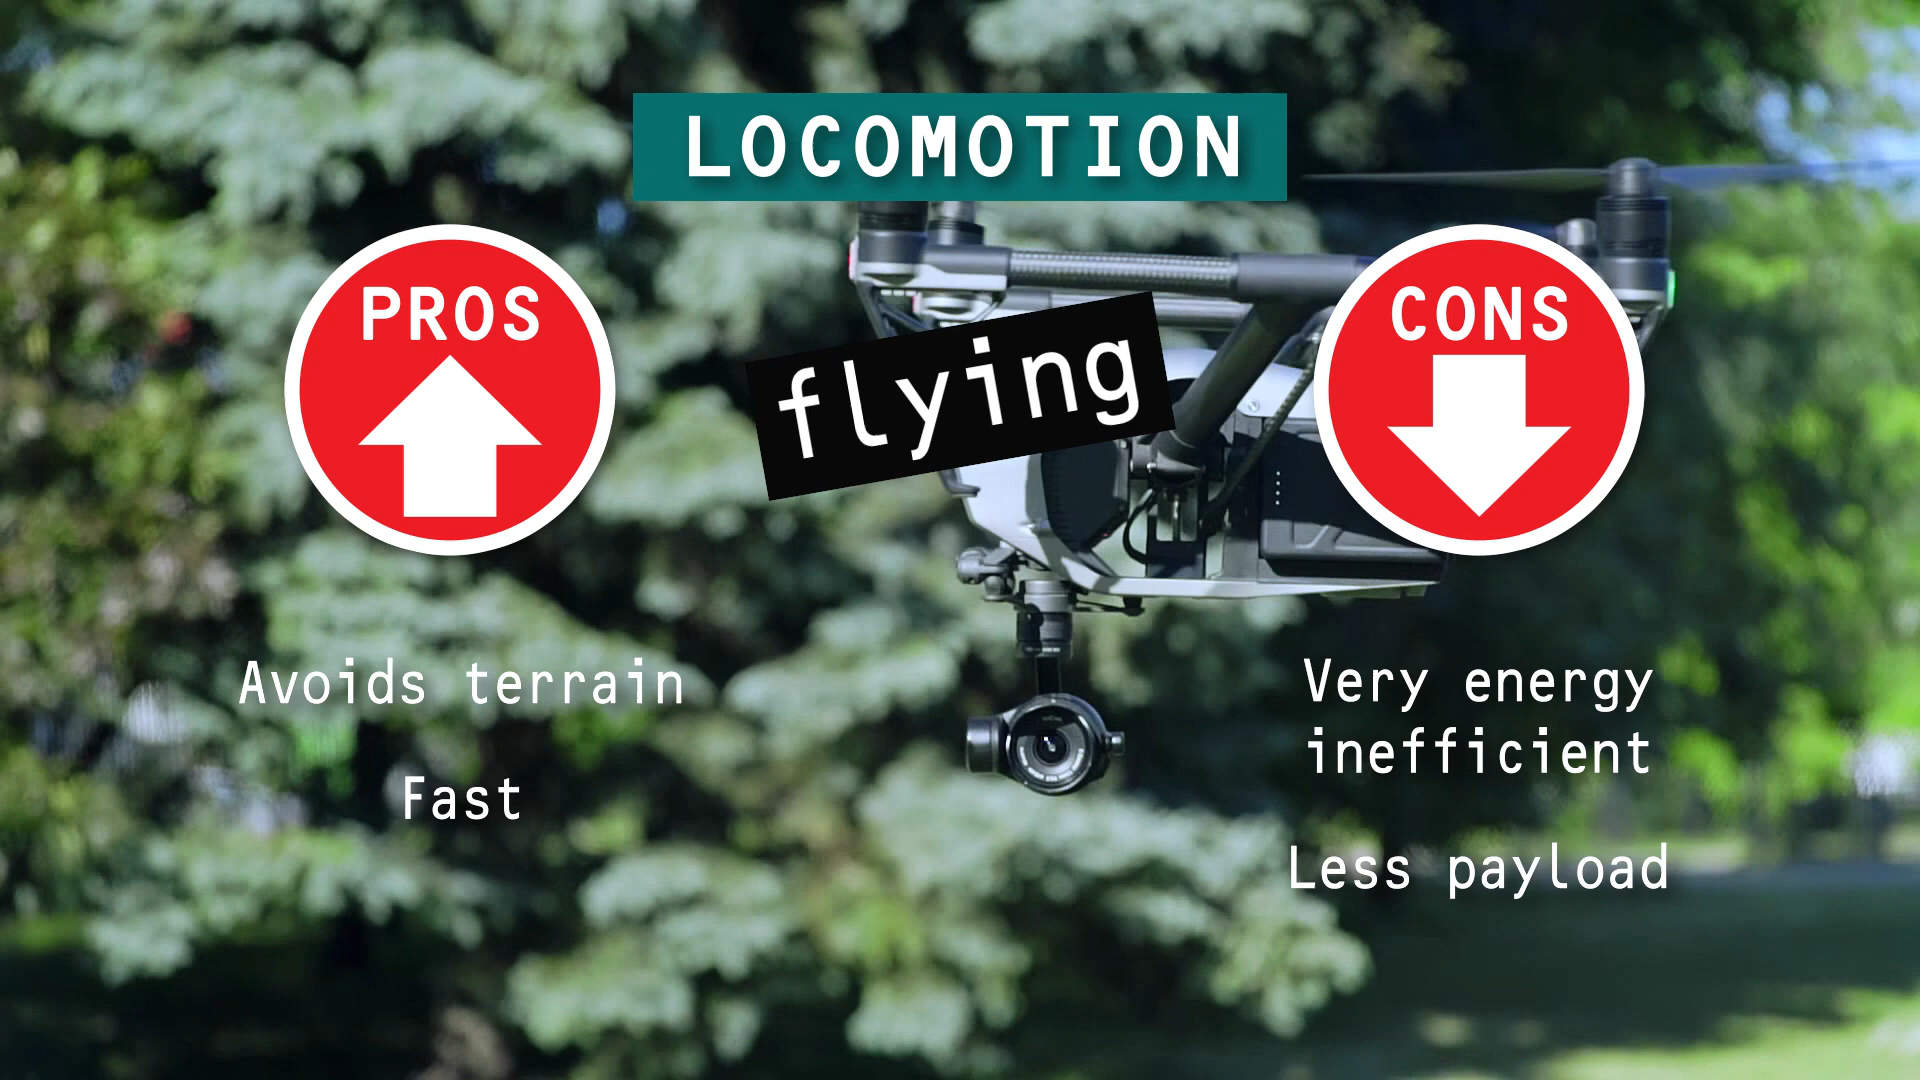 LOCOMOTION
PROS
flying
CONS
Avoids terrain
Fast
Very energy
inefficient
Less payload